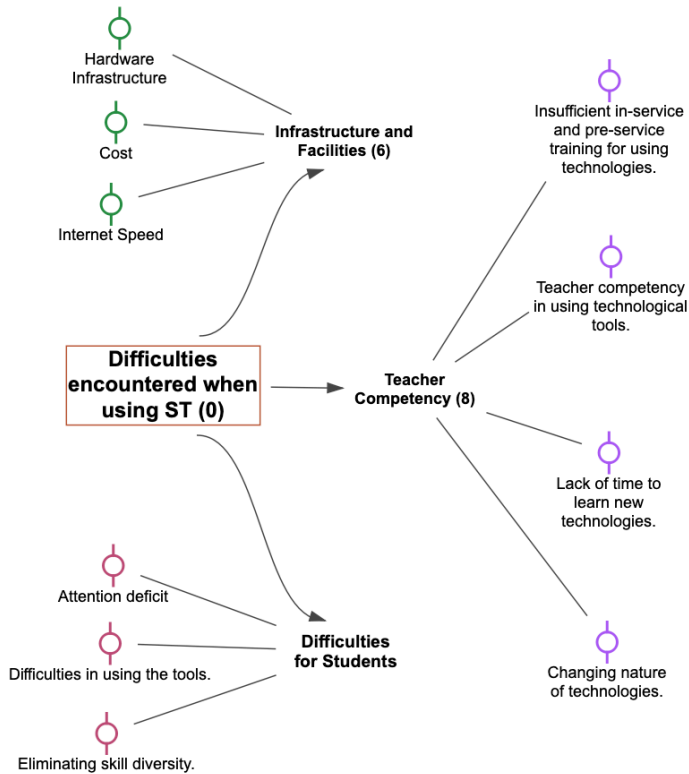 Hardware
Infrastructure
Cost
Internet Speed
Infrastructure and
Facilities (6)
Insufficient in-service
and pre-service
training for using
technologies.
Teacher competency
in using technological
tools.
Difficulties
encountered when
using ST (0)
Teacher
Competency (8)
Lack of time to
learn new
technologies.
Attention deficit
Difficulties in using the tools.
Eliminating skill diversity.
Difficulties
for Students
Changing nature
of technologies.